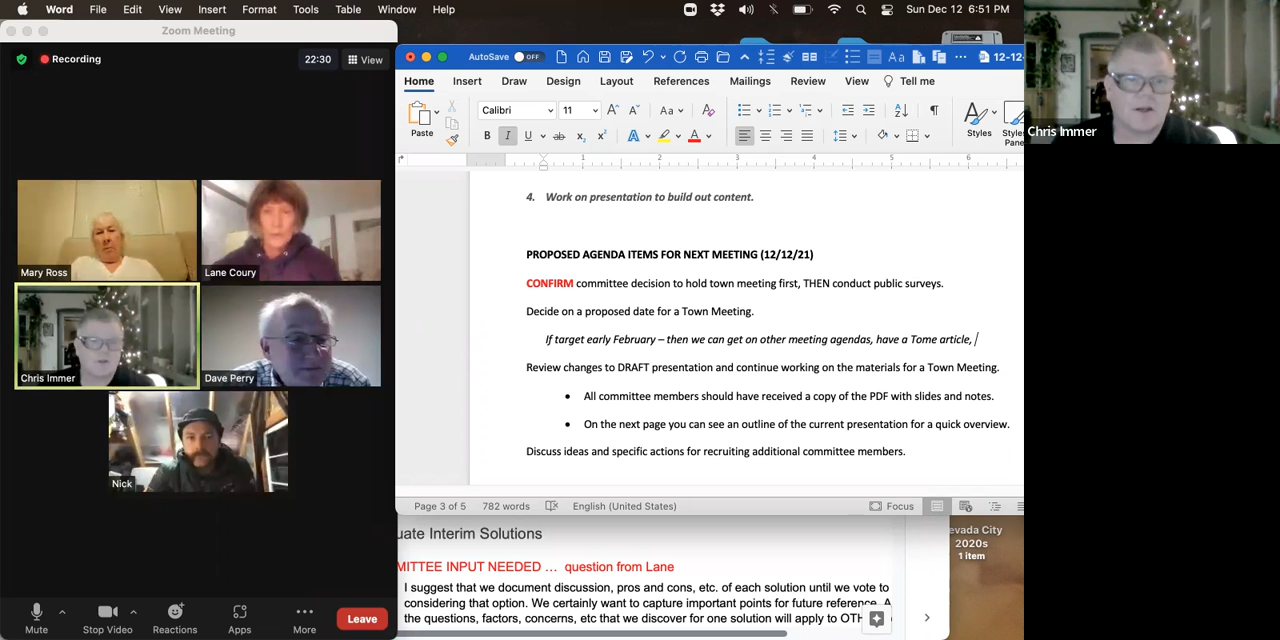 Word File Edit View Insert Format Tools Table Window Help Sun Dec 12 6:51 PM
Zoom Meeting
Recording 22:30 View
Mary Ross
Lane Coury
Chris Immer
Dave Perry
Nick
Mute Stop Video Reactions Apps More Leave
AutoSave OFF 12-12-
Home Insert Draw Design Layout References Mailings Review View Tell me
Paste Calibri 11 Styles Styles
Pane
1 2 3 4 5 6
4. Work on presentation to build out content.
PROPOSED AGENDA ITEMS FOR NEXT MEETING (12/12/21)
CONFIRM committee decision to hold town meeting first, THEN conduct public surveys.
Decide on a proposed date for a Town Meeting.
If target early February – then we can get on other meeting agendas, have a Tome article,
Review changes to DRAFT presentation and continue working on the materials for a Town Meeting.
• All committee members should have received a copy of the PDF with slides and notes.
• On the next page you can see an outline of the current presentation for a quick overview.
Discuss ideas and specific actions for recruiting additional committee members.
Page 3 of 5 782 words English (United States) Focus
uate Interim Solutions
MITTEE INPUT NEEDED … question from Lane
I suggest that we document discussion, pros and cons, etc. of each solution until we vote to
considering that option. We certainly want to capture important points for future reference. A
the questions, factors, concerns, etc that we discover for one solution will apply to OTH
evada City
2020s
1 item
Chris Immer